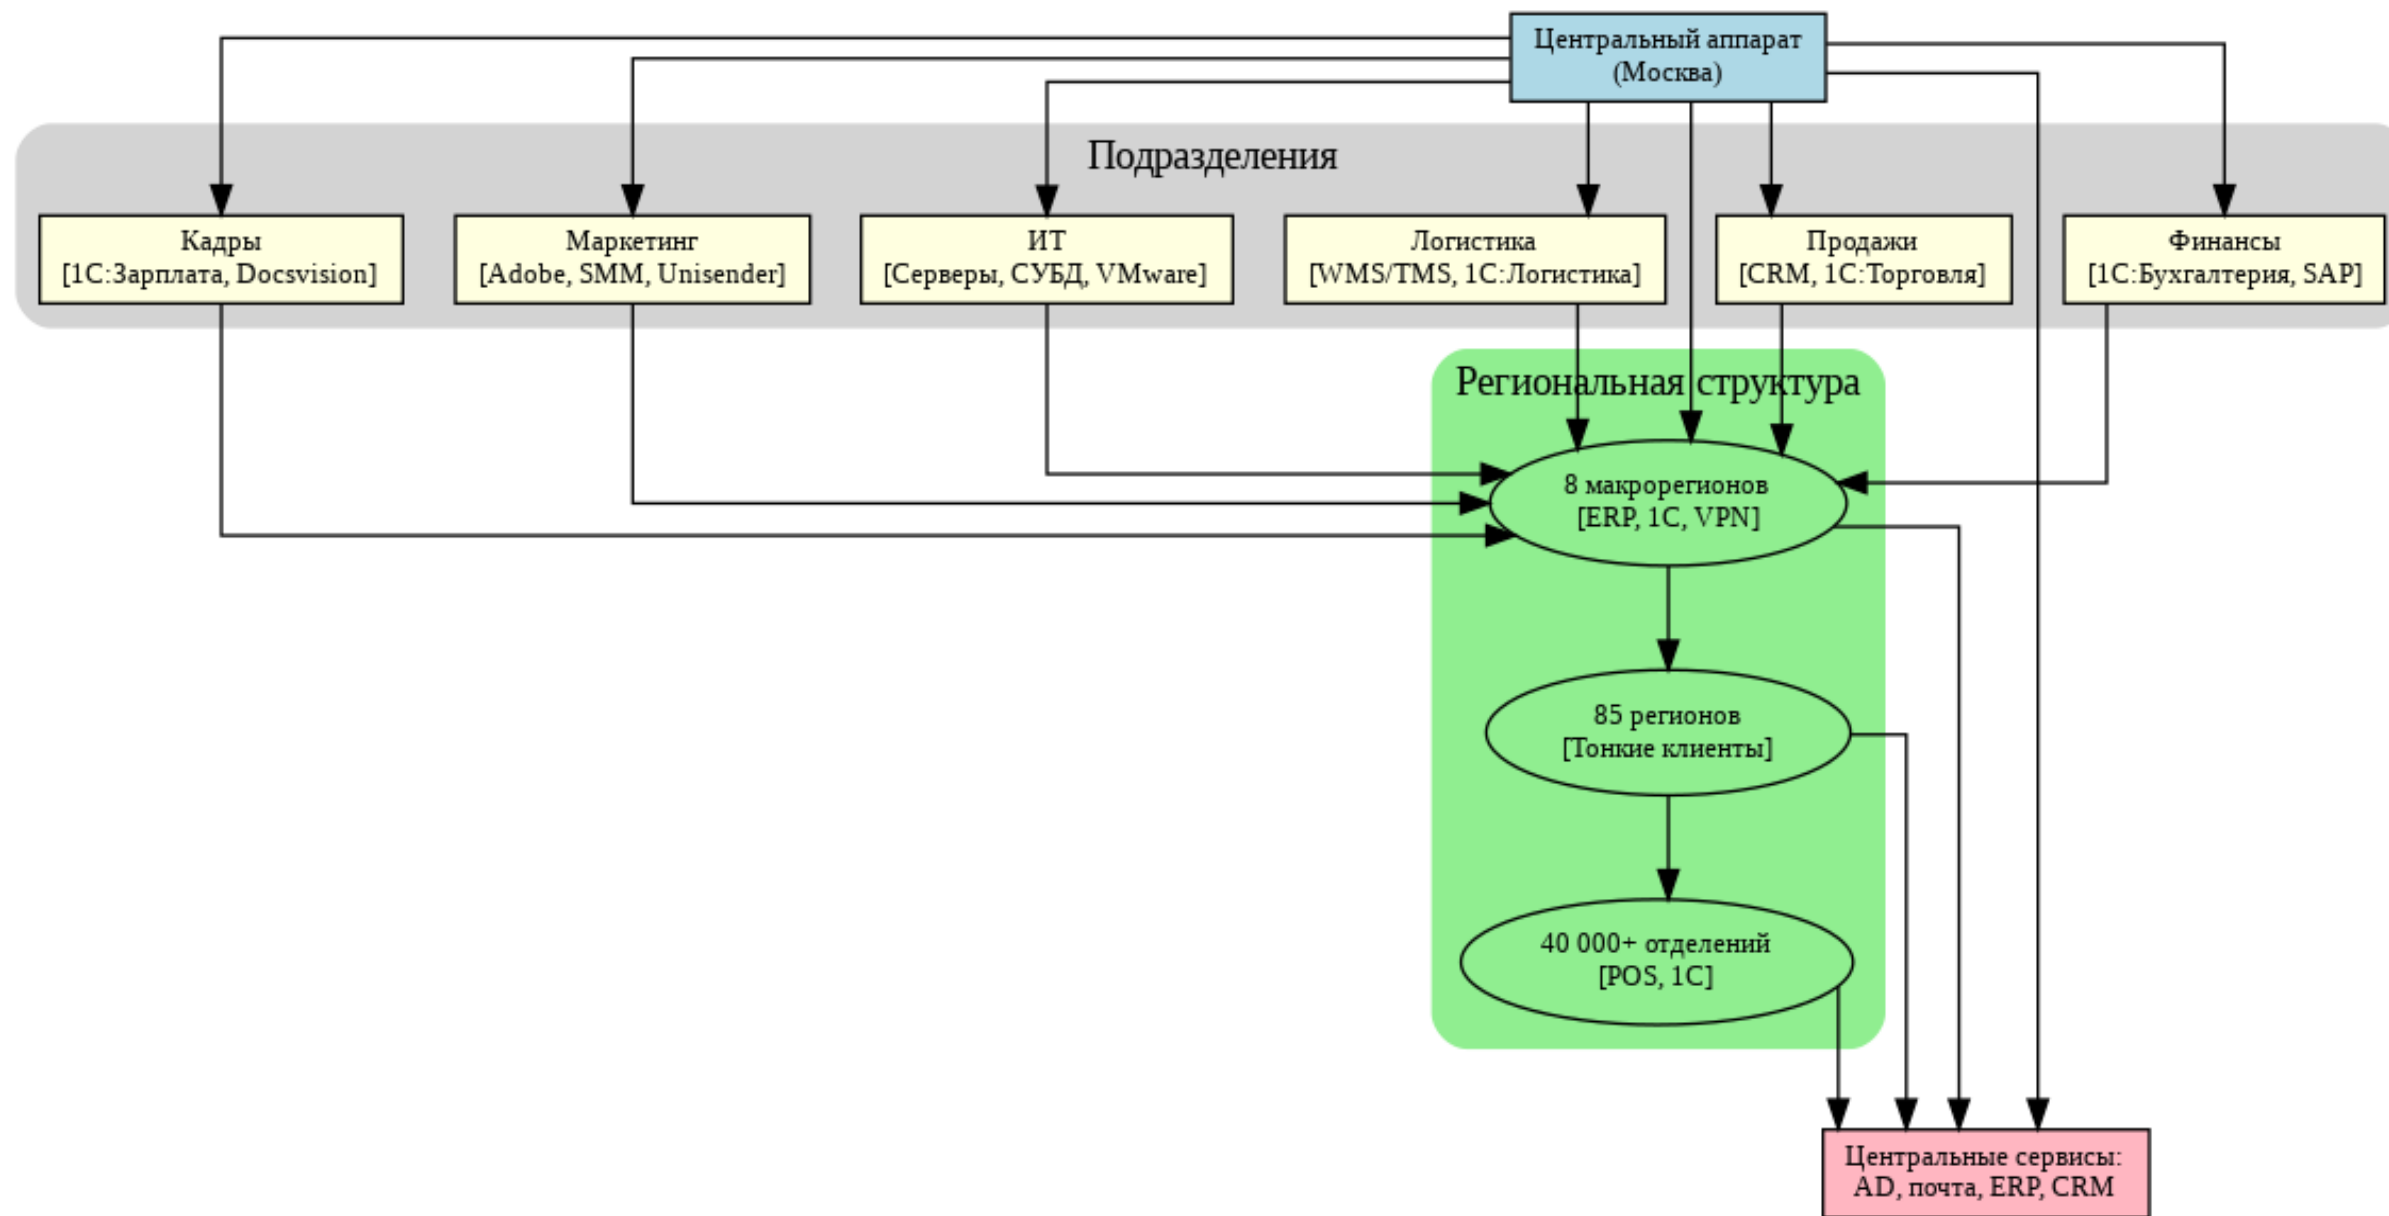 Центральный аппарат
(Москва)
Подразделения
Кадры
[1С:Зарплата, Docsvision]
Маркетинг
[Adobe, SMM, Unisender]
ИТ
[Серверы, СУБД, VMware]
Логистика
[WMS/TMS, 1С:Логистика]
Продажи
[CRM, 1С:Торговля]
Финансы
[1С:Бухгалтерия, SAP]
Региональная структура
8 макрорегионов
[ERP, 1С, VPN]
85 регионов
[Тонкие клиенты]
40 000+ отделений
[POS, 1С]
Центральные сервисы:
AD, почта, ERP, CRM